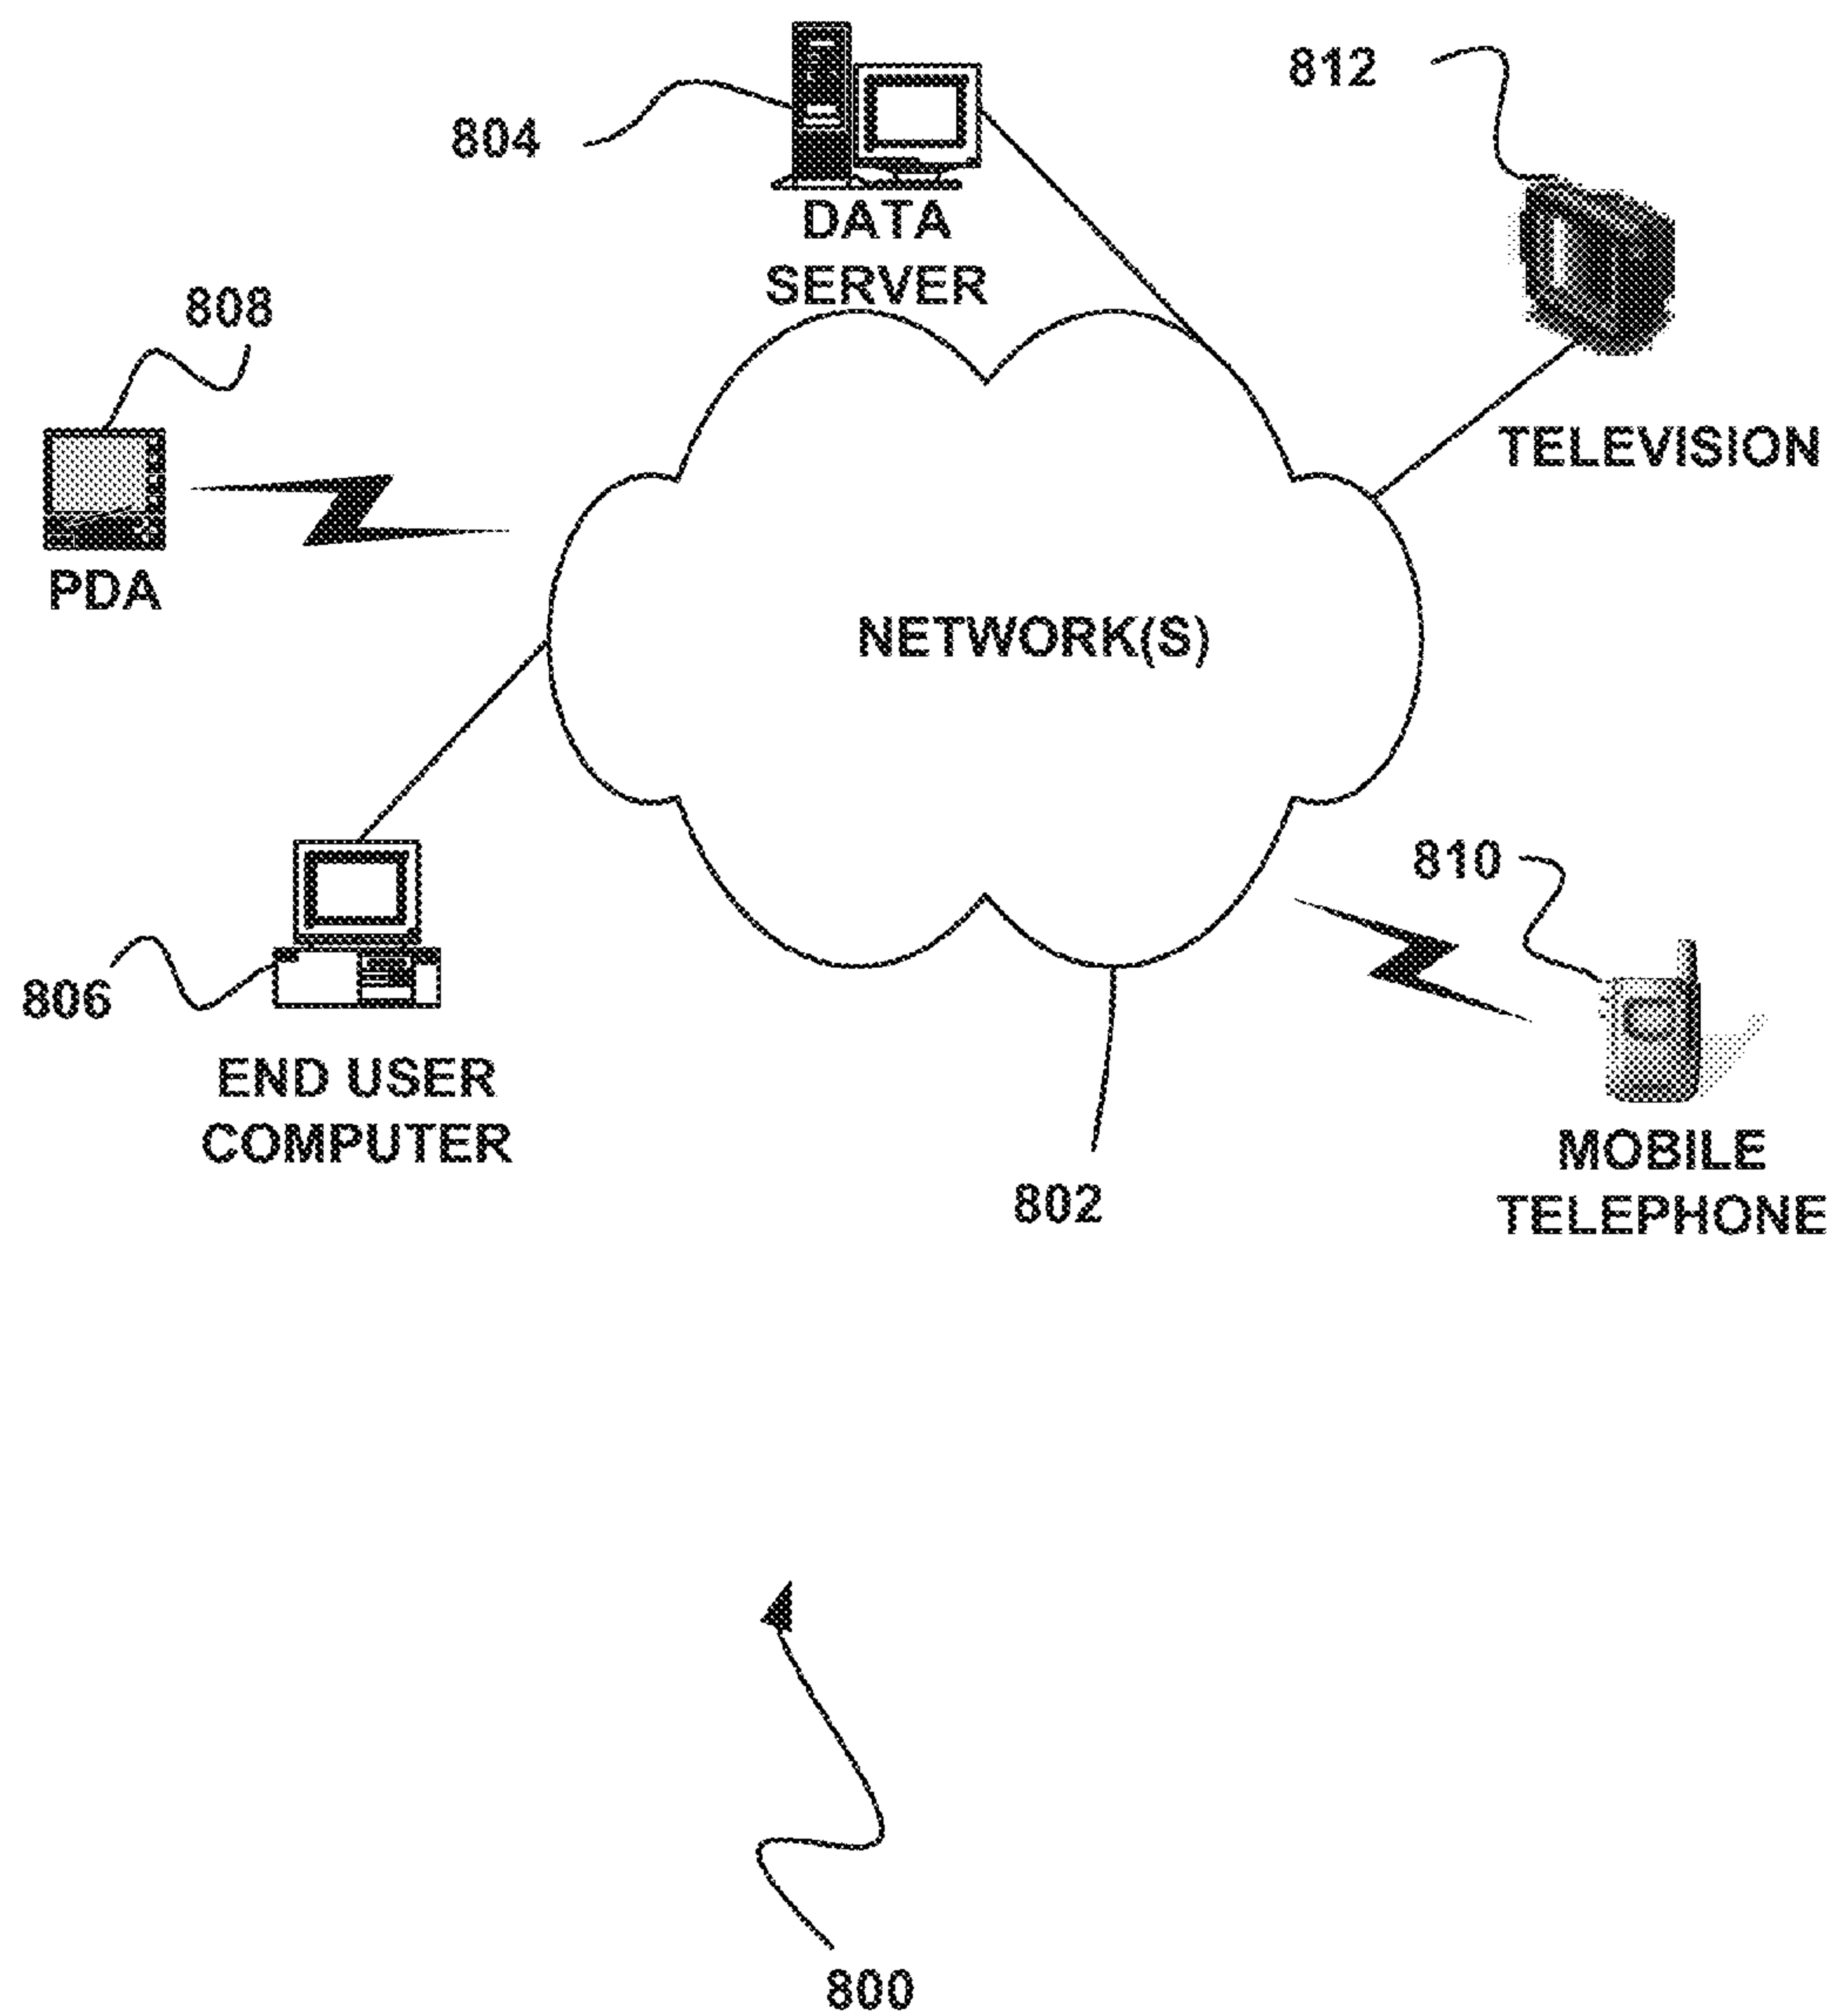 812
804
DATA
SERVER
808
TELEVISION
PDA
NETWORK(S)
810
806
END USER
COMPUTER
MOBILE
TELEPHONE
802
800